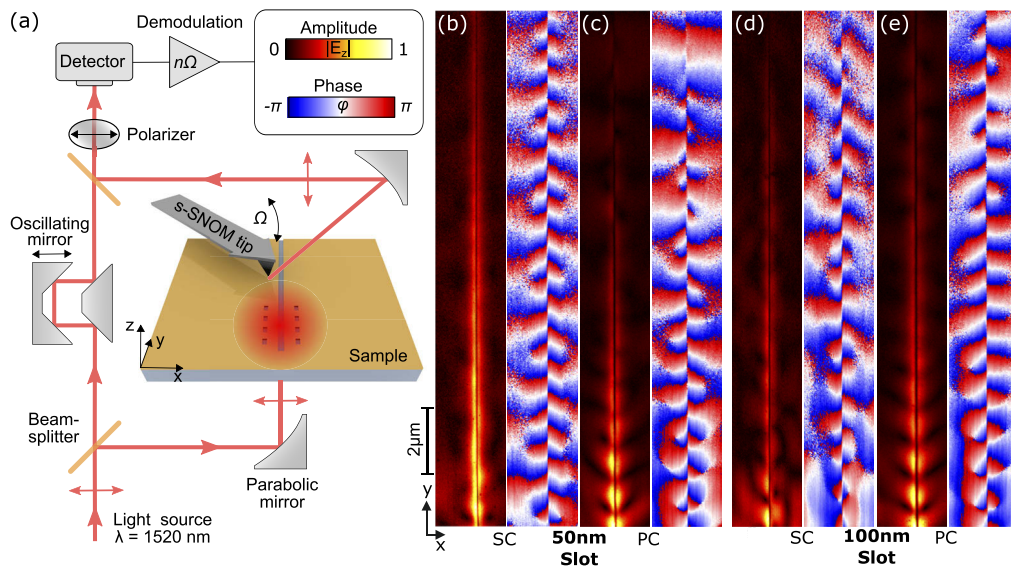 (a)
Demodulation
Detector
nΩ
Amplitude
0
|E_z|
1
Phase
-π
φ
π
Polarizer
Oscillating
mirror
s-SNOM tip
Ω
z
y
x
Sample
Beam-
splitter
Parabolic
mirror
Light source
λ = 1520 nm
(b)
(c)
(d)
(e)
2μm
y
x
SC
50nm
Slot
PC
SC
100nm
Slot
PC